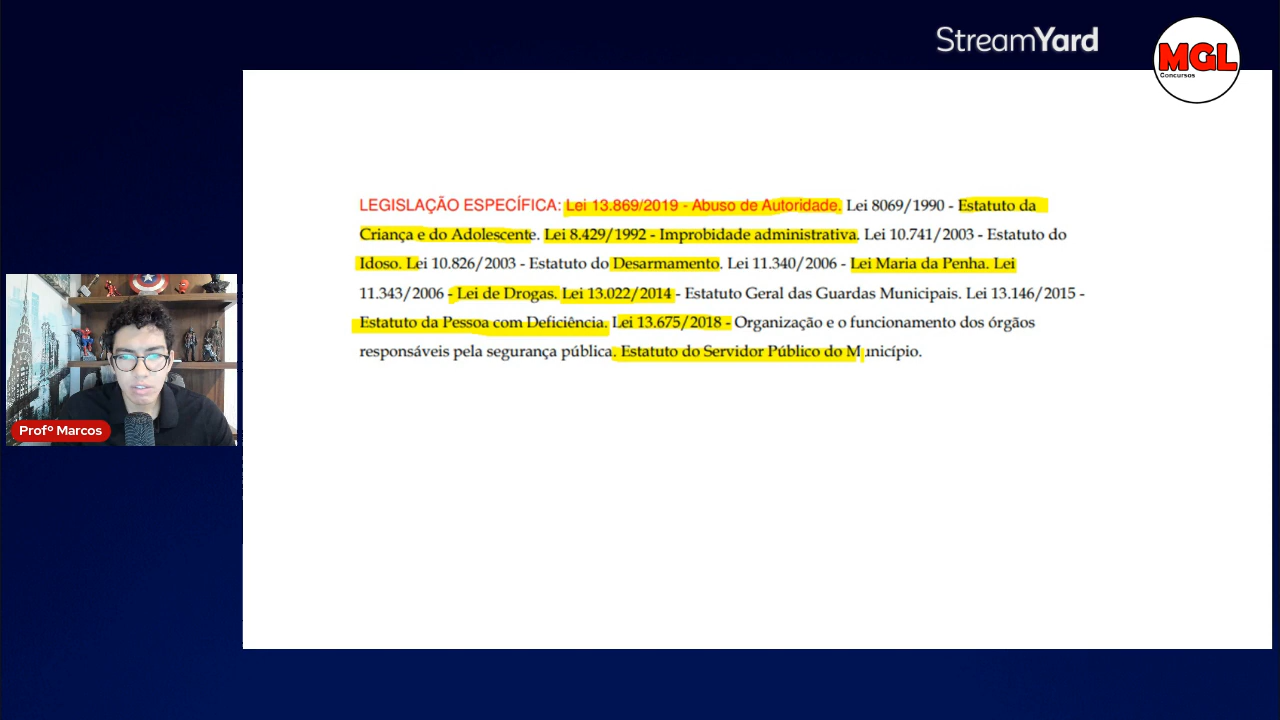 StreamYard
MGL
Concursos
LEGISLAÇÃO ESPECÍFICA: Lei 13.869/2019 - Abuso de Autoridade. Lei 8069/1990 - Estatuto da
Criança e do Adolescente. Lei 8.429/1992 - Improbidade administrativa. Lei 10.741/2003 - Estatuto do
Idoso. Lei 10.826/2003 - Estatuto do Desarmamento. Lei 11.340/2006 - Lei Maria da Penha. Lei
11.343/2006 - Lei de Drogas. Lei 13.022/2014 - Estatuto Geral das Guardas Municipais. Lei 13.146/2015 -
Estatuto da Pessoa com Deficiência. Lei 13.675/2018 - Organização e o funcionamento dos órgãos
responsáveis pela segurança pública. Estatuto do Servidor Público do Município.
Profº Marcos